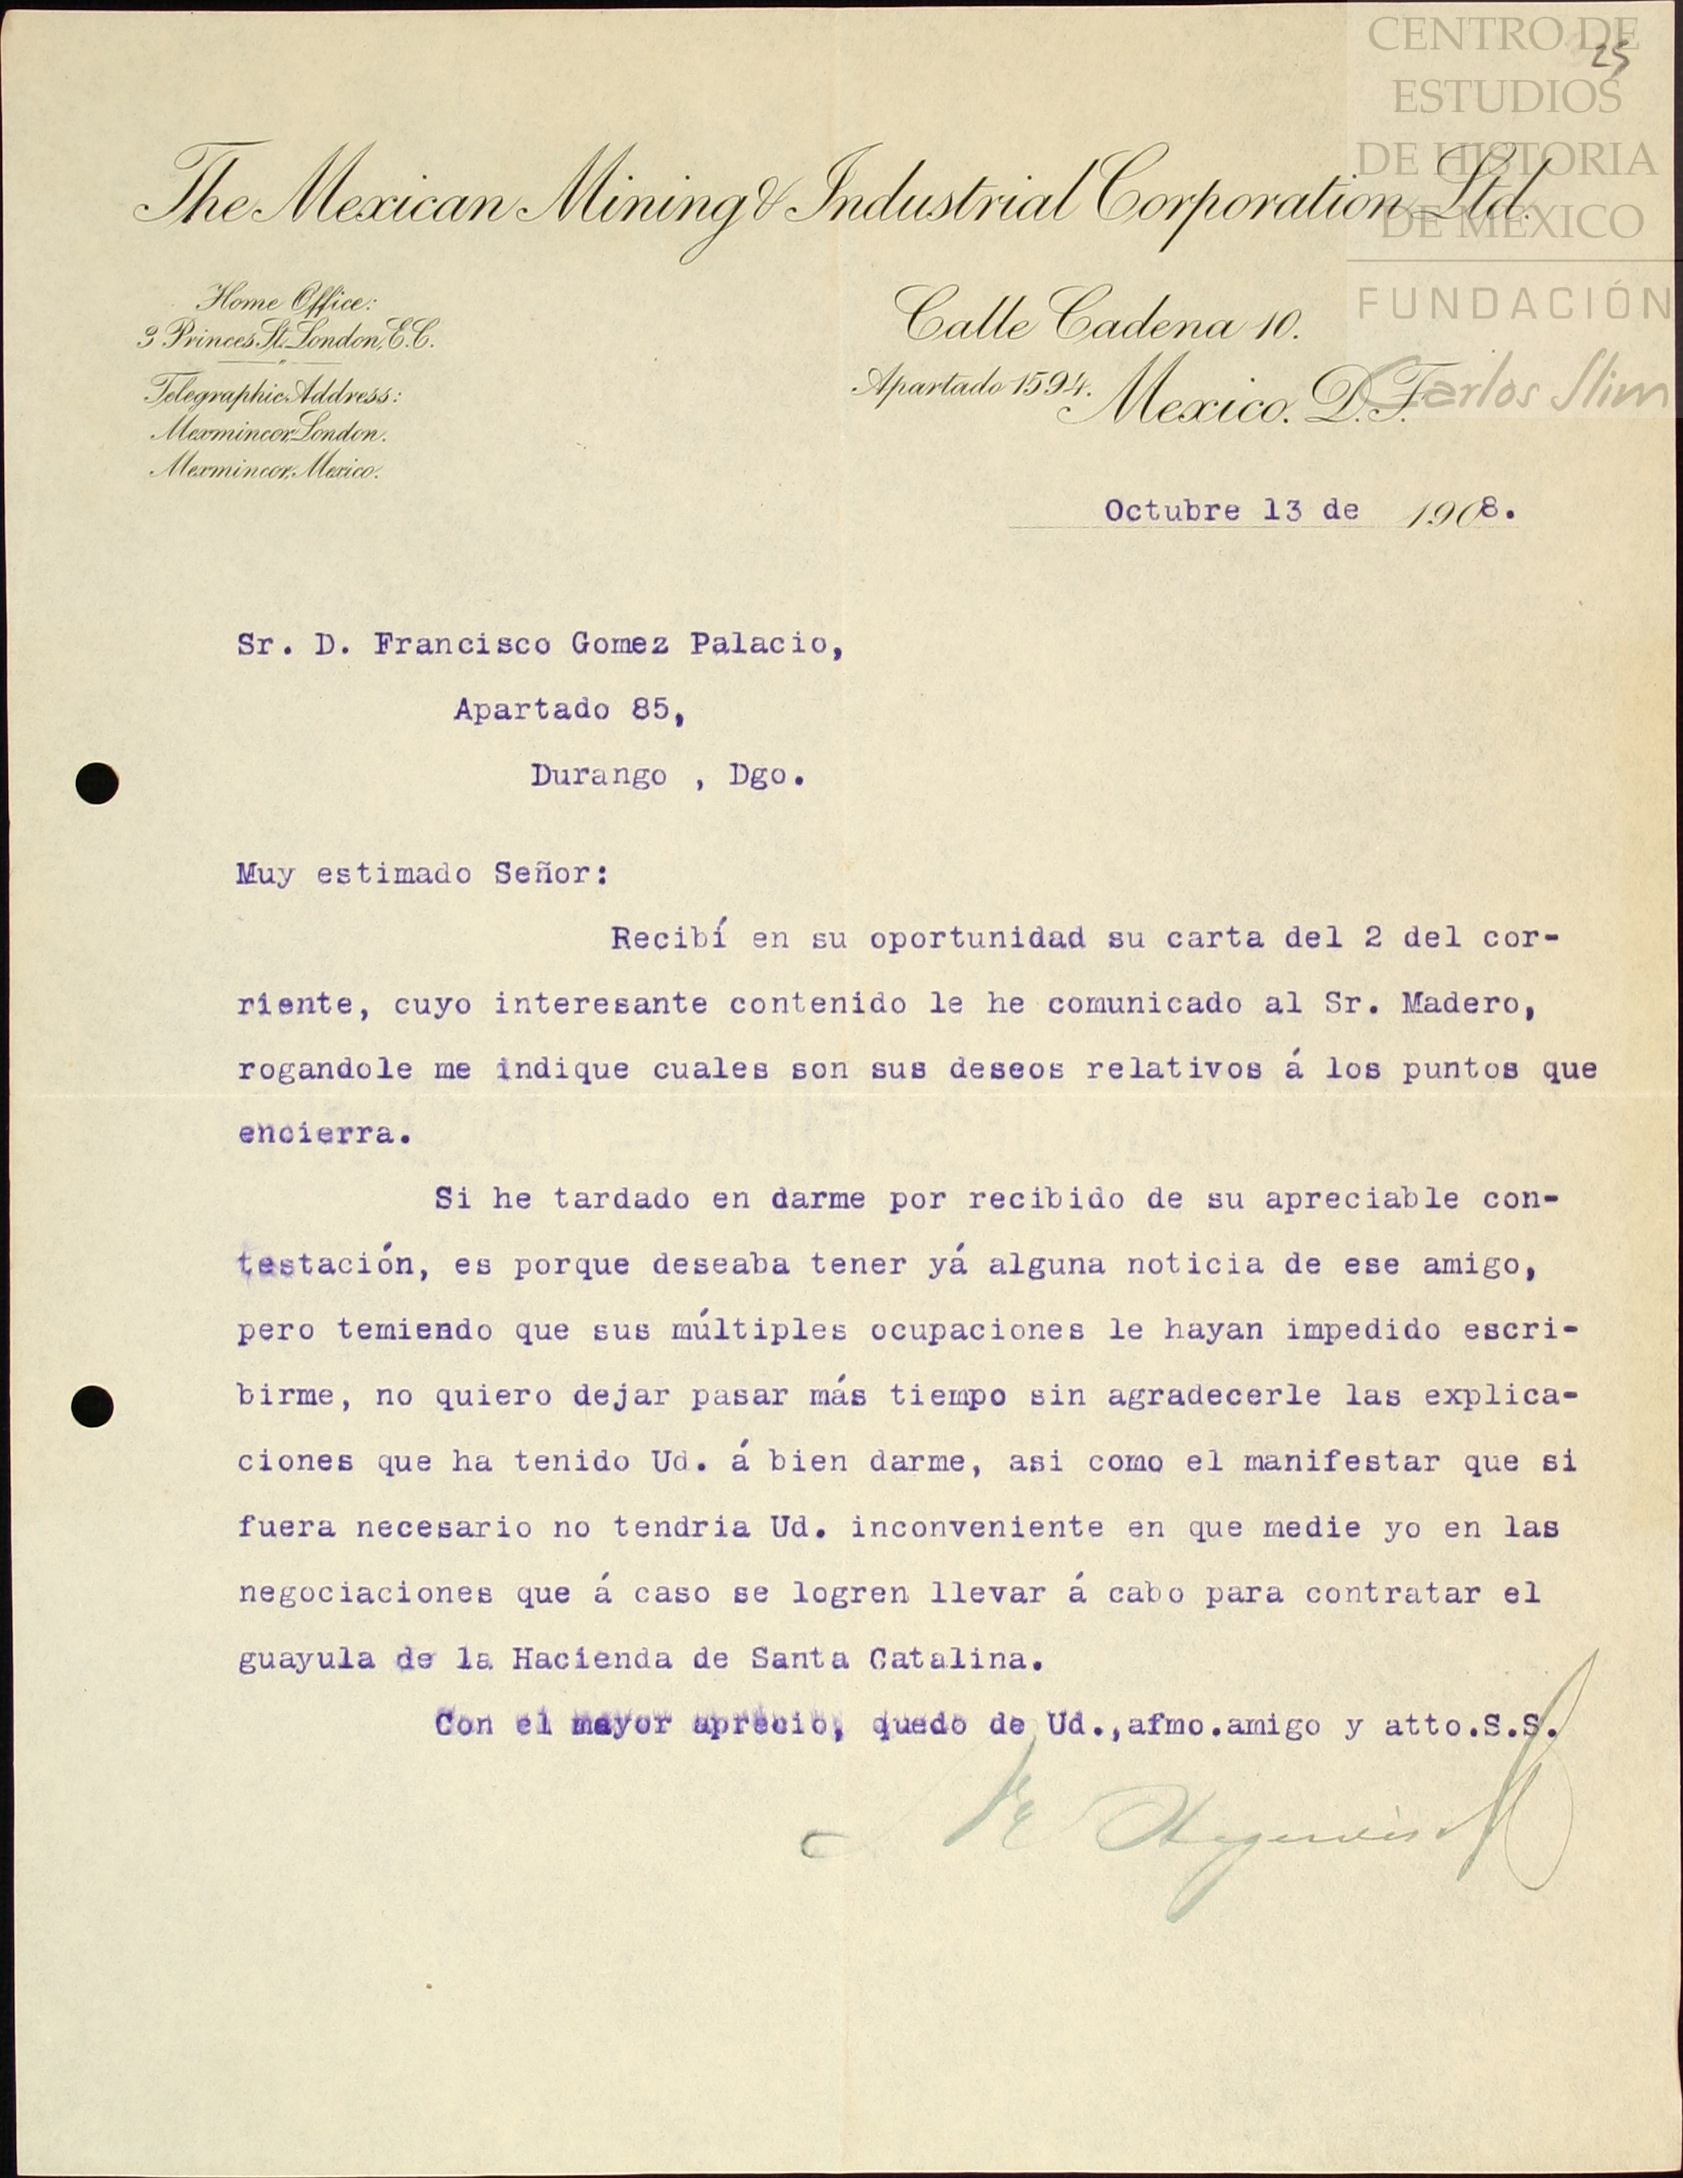 CENTRO DE
ESTUDIOS
DE HISTORIA
DE MÉXICO
FUNDACIÓN
Carlos Slim
25
The Mexican Mining & Industrial Corporation Ltd.
Home Office:
3 Princes St. London, E.C.
Telegraphic Address:
Mexmincor, London.
Mexmincor, Mexico.
Calle Cadena 10.
Apartado 1594. Mexico. D.F.
Octubre 13 de 1908.
Sr. D. Francisco Gomez Palacio,
Apartado 85,
Durango , Dgo.
Muy estimado Señor:
Recibí en su oportunidad su carta del 2 del cor-
riente, cuyo interesante contenido le he comunicado al Sr. Madero,
rogandole me indique cuales son sus deseos relativos á los puntos que
encierra.
Si he tardado en darme por recibido de su apreciable con-
testación, es porque deseaba tener yá alguna noticia de ese amigo,
pero temiendo que sus múltiples ocupaciones le hayan impedido escri-
birme, no quiero dejar pasar más tiempo sin agradecerle las explica-
ciones que ha tenido Ud. á bien darme, asi como el manifestar que si
fuera necesario no tendria Ud. inconveniente en que medie yo en las
negociaciones que á caso se logren llevar á cabo para contratar el
guayula de la Hacienda de Santa Catalina.
Con el mayor aprecio, quedo de Ud.,afmo.amigo y atto.S.S.